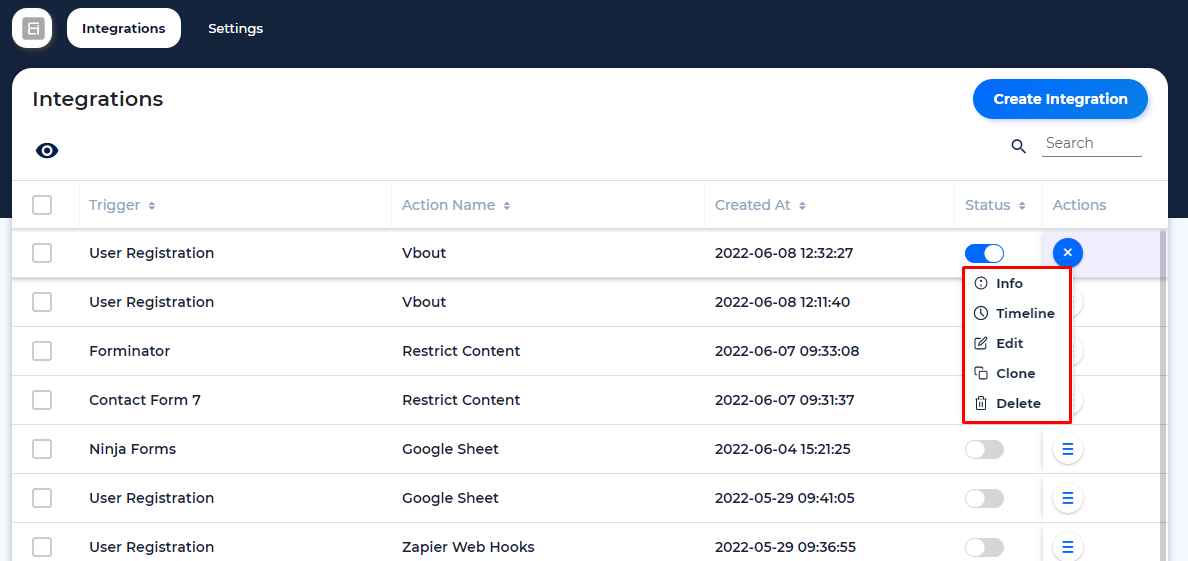 Integrations Settings
Integrations Create Integration
Search
Trigger Action Name Created At Status Actions
User Registration Vbout 2022-06-08 12:32:27
Info
User Registration Vbout 2022-06-08 12:11:40
Timeline
Forminator Restrict Content 2022-06-07 09:33:08 Edit
Clone
Contact Form 7 Restrict Content 2022-06-07 09:31:37 Delete
Ninja Forms Google Sheet 2022-06-04 15:21:25
User Registration Google Sheet 2022-05-29 09:41:05
User Registration Zapier Web Hooks 2022-05-29 09:36:55